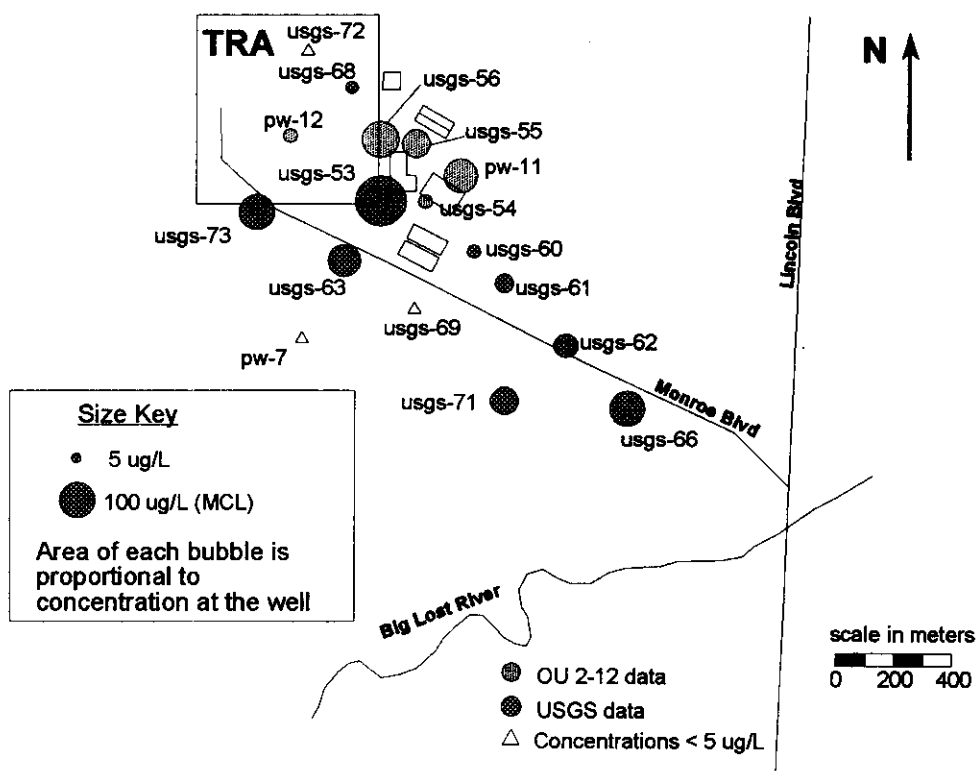 usgs-72
TRA
N
usgs-68
usgs-56
pw-12
usgs-55
usgs-53
pw-11
usgs-54
usgs-73
usgs-60
usgs-63
usgs-61
Lincoln Blvd
usgs-69
usgs-62
pw-7
usgs-71
Monroe Blvd
usgs-66
Size Key
5 ug/L
100 ug/L (MCL)
Area of each bubble is
proportional to
concentration at the well
Big Lost River
scale in meters
0 200 400
OU 2-12 data
USGS data
Concentrations < 5 ug/L